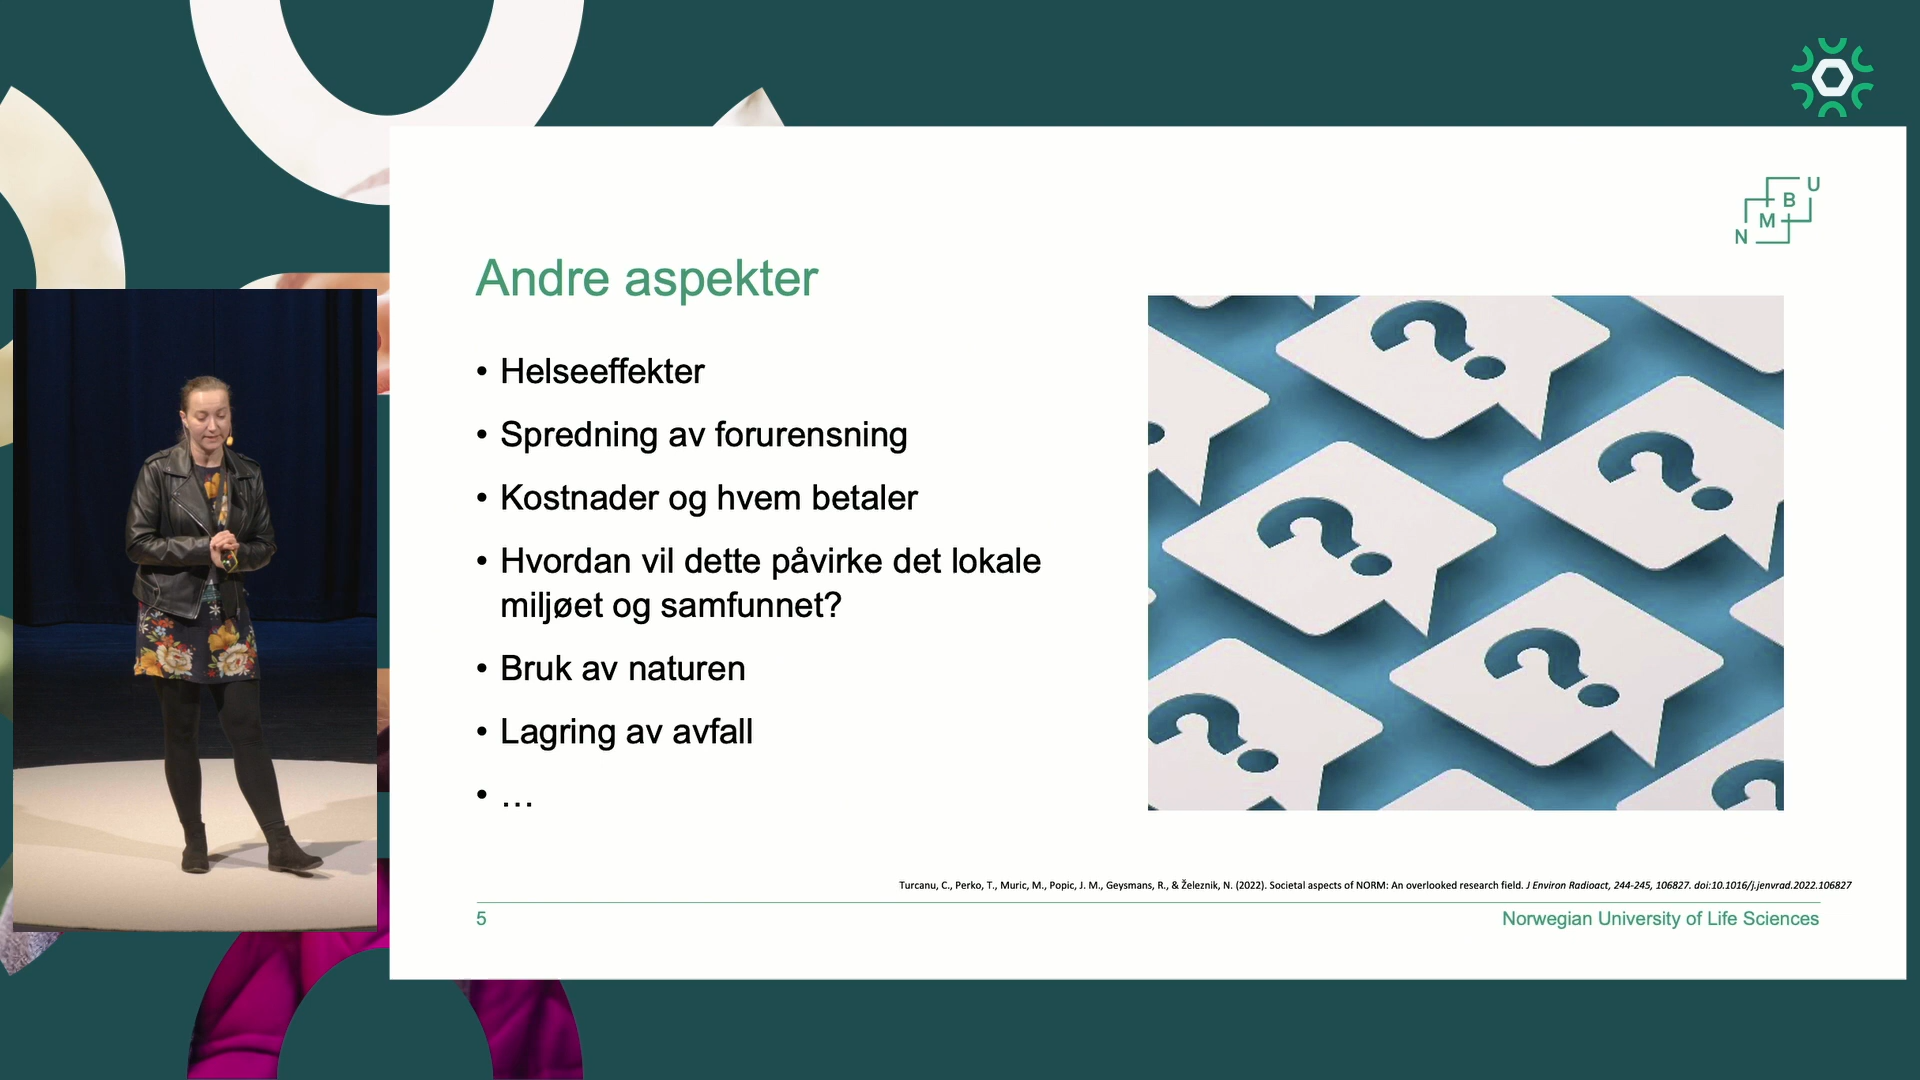 N M B U
Andre aspekter
• Helseeffekter
• Spredning av forurensning
• Kostnader og hvem betaler
• Hvordan vil dette påvirke det lokale
miljøet og samfunnet?
• Bruk av naturen
• Lagring av avfall
• …
Turcanu, C., Perko, T., Muric, M., Popic, J. M., Geysmans, R., & Železnik, N. (2022). Societal aspects of NORM: An overlooked research field. J Environ Radioact, 244-245, 106827. doi:10.1016/j.jenvrad.2022.106827
5
Norwegian University of Life Sciences